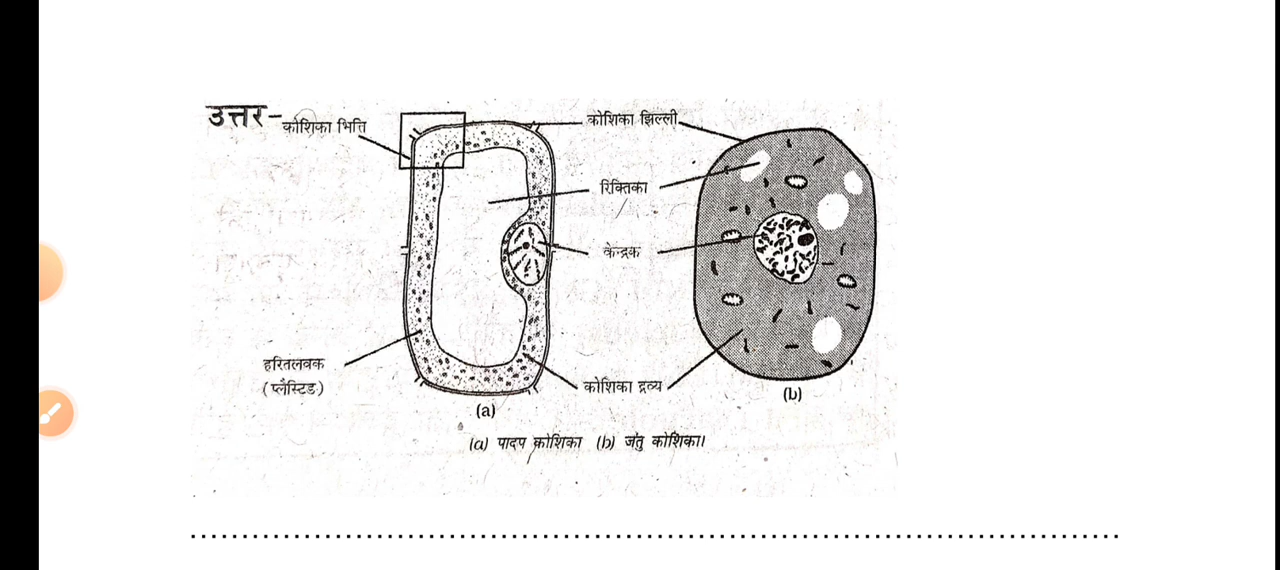 उत्तर-
कोशिका भित्ति
कोशिका झिल्ली
रिक्तिका
केन्द्रक
हरितलवक
(प्लैस्टिड)
कोशिका द्रव्य
(a)
(b)
(a) पादप कोशिका (b) जंतु कोशिका।